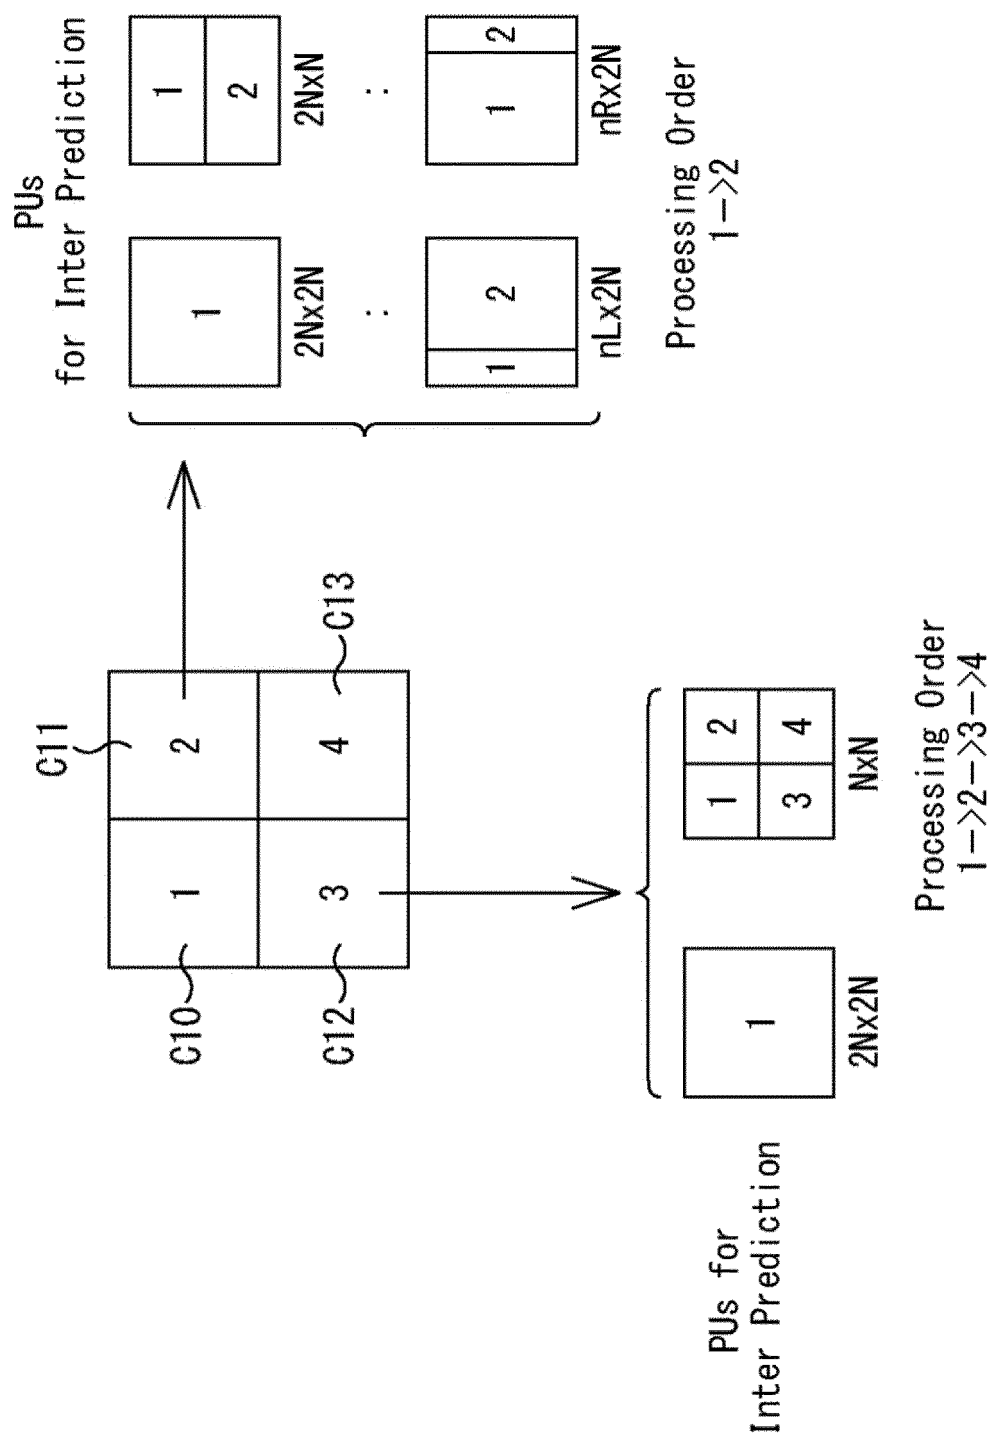 PUs
for Inter Prediction
C11
C10
1
2
C12
3
4
C13
1
2Nx2N
1
2
2NxN
:
:
1
2
nLx2N
1
2
nRx2N
Processing Order
1->2
PUs for
Inter Prediction
1
2Nx2N
1
2
3
4
NxN
Processing Order
1->2->3->4